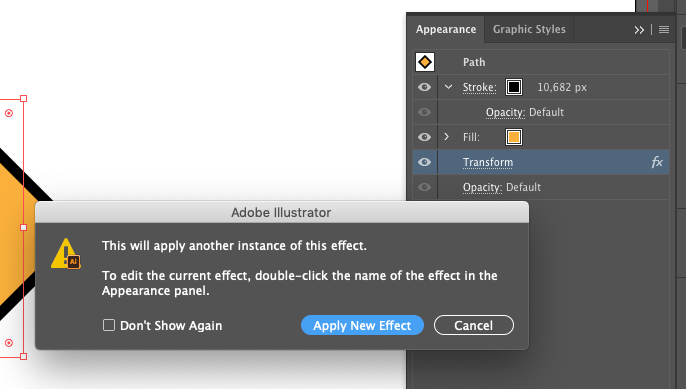 Appearance
Graphic Styles
Path
Stroke: 10,682 px
Opacity: Default
Fill:
Transform fx
Opacity: Default
Adobe Illustrator
This will apply another instance of this effect.
To edit the current effect, double-click the name of the effect in the
Appearance panel.
Ai
Don't Show Again
Apply New Effect
Cancel